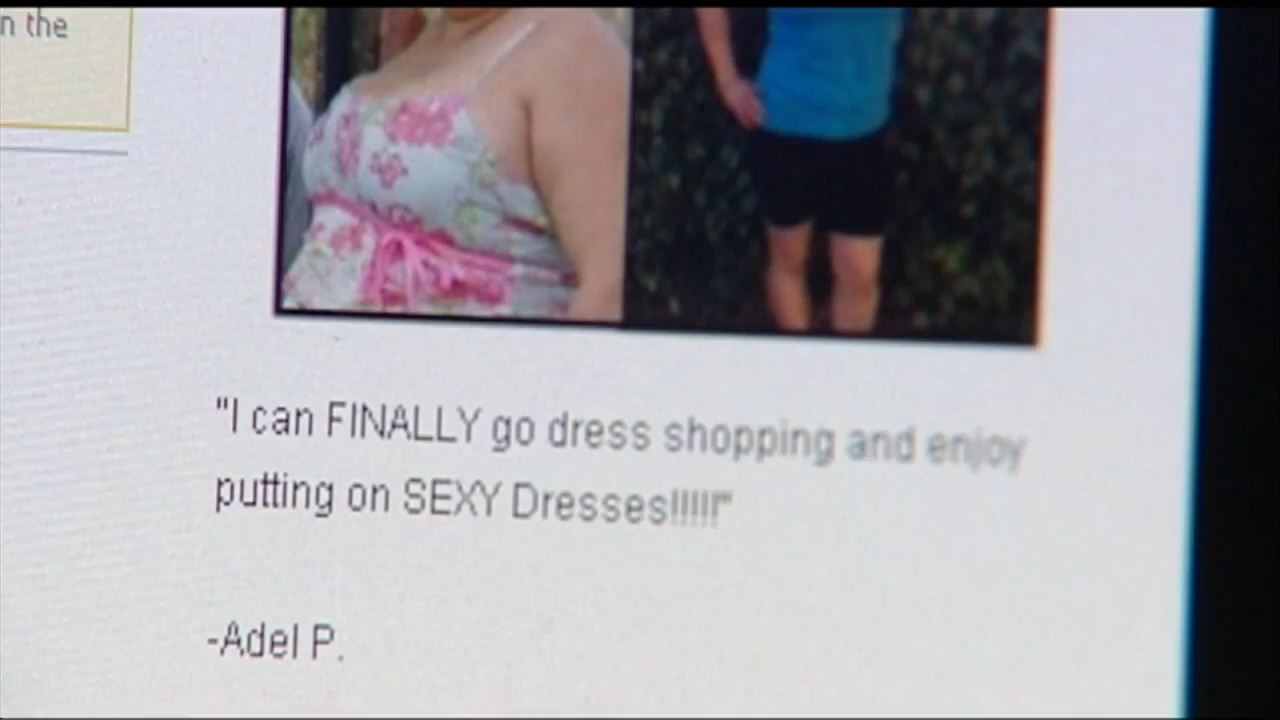 n the
"I can FINALLY go dress shopping and enjoy
putting on SEXY Dresses!!!!!"
-Adel P.